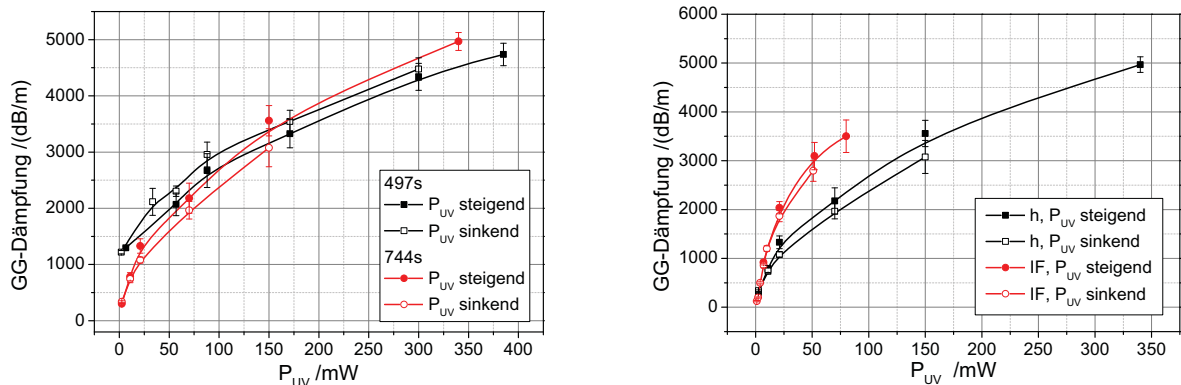 5000
4000
3000
2000
1000
0
0 50 100 150 200 250 300 350 400
GG-Dämpfung /(dB/m)
P_UV /mW
497s
P_UV steigend
P_UV sinkend
744s
P_UV steigend
P_UV sinkend
6000
5000
4000
3000
2000
1000
0
0 50 100 150 200 250 300 350
GG-Dämpfung /(dB/m)
P_UV /mW
h, P_UV steigend
h, P_UV sinkend
IF, P_UV steigend
IF, P_UV sinkend